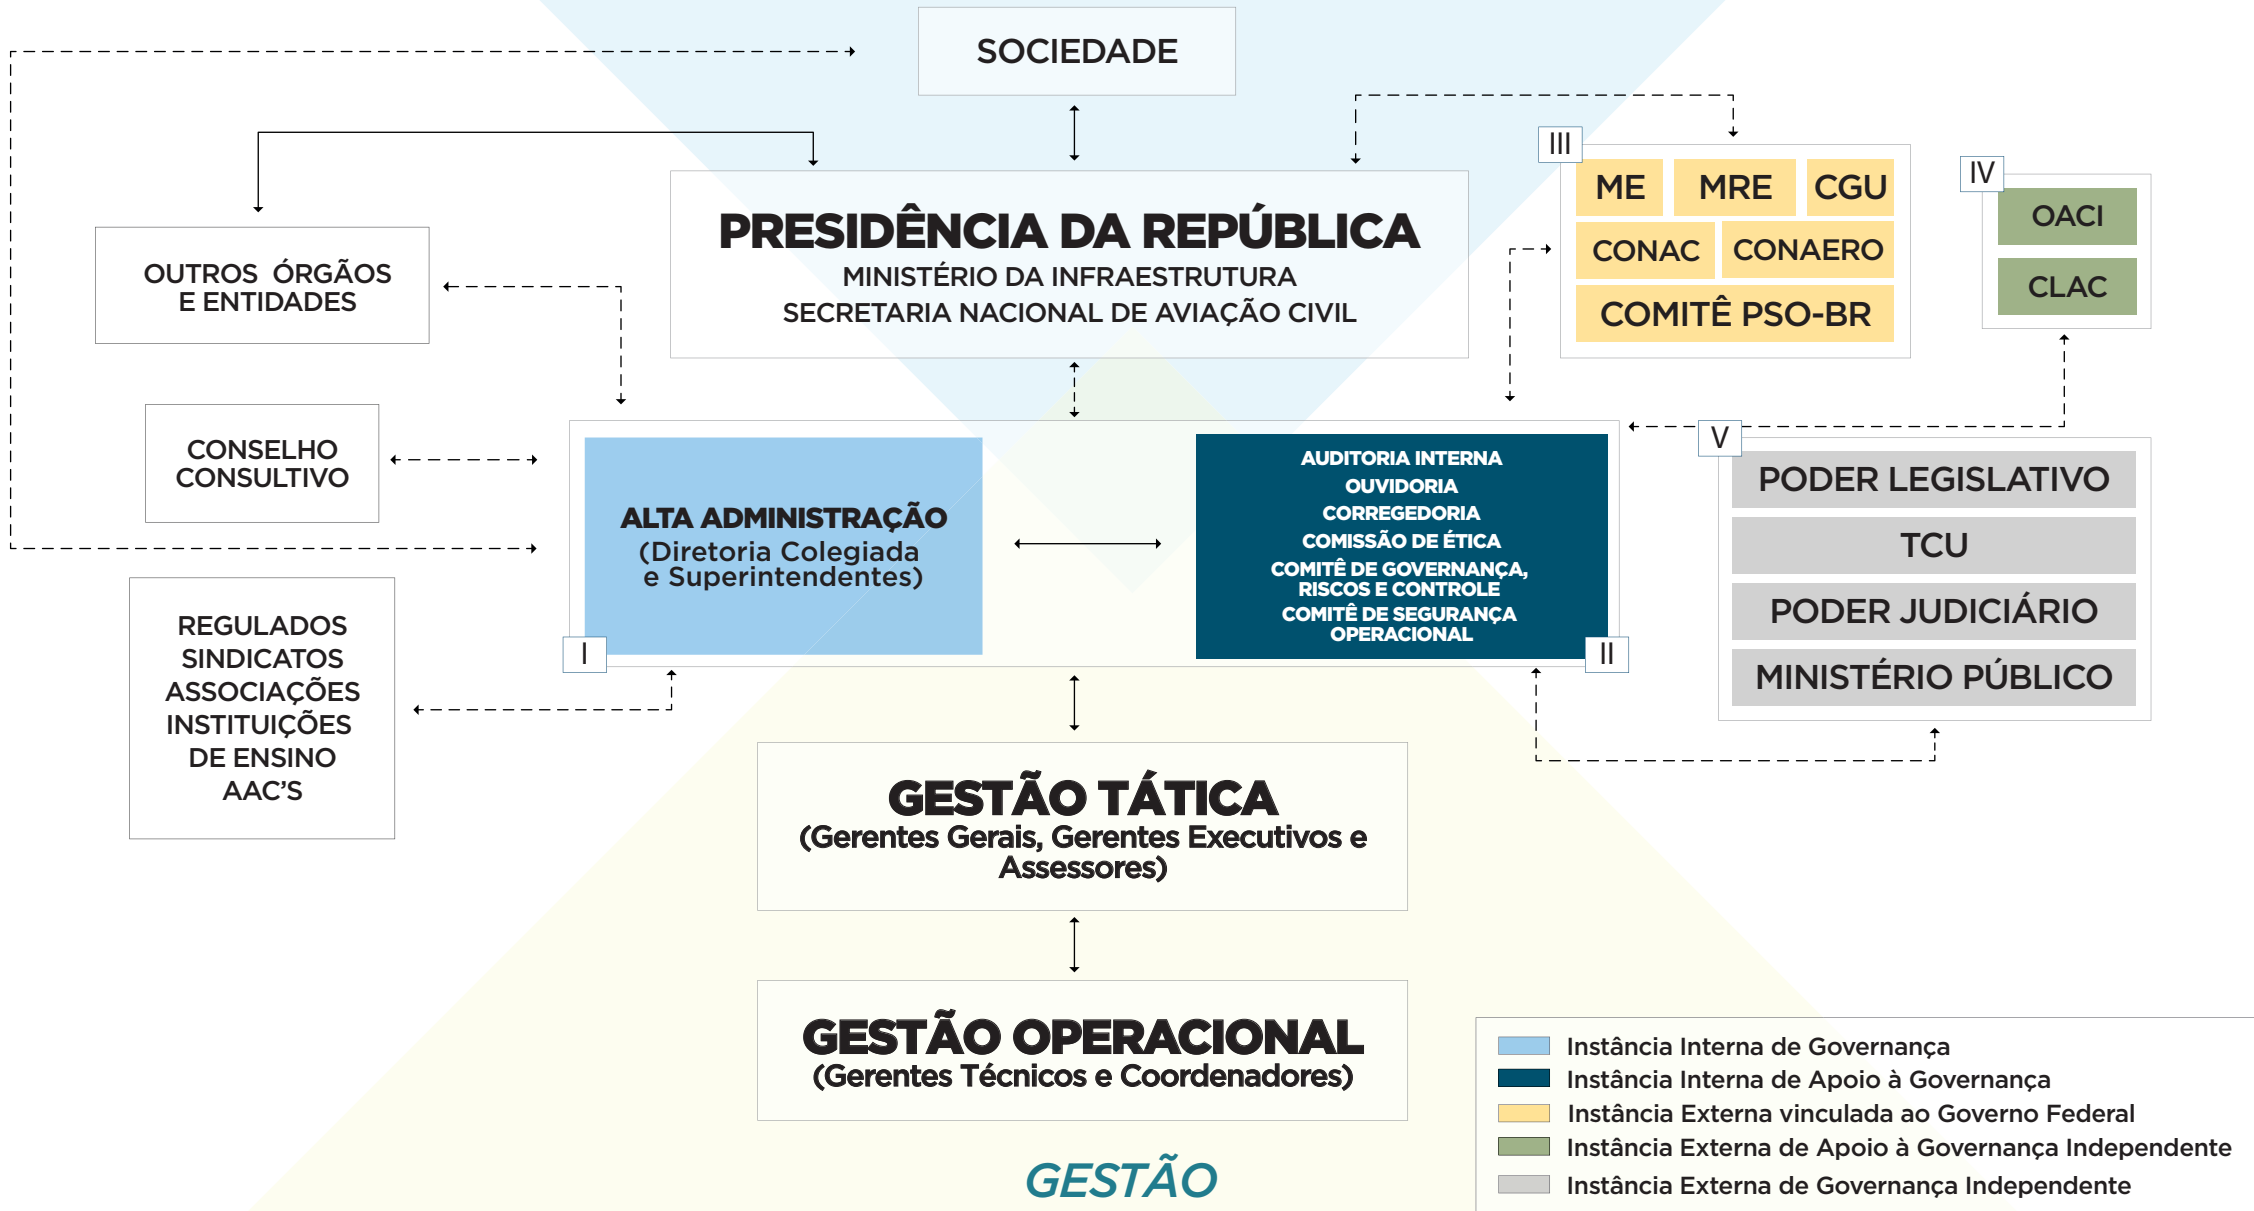 SOCIEDADE
PRESIDÊNCIA DA REPÚBLICA
MINISTÉRIO DA INFRAESTRUTURA
SECRETARIA NACIONAL DE AVIAÇÃO CIVIL
III
ME
MRE
CGU
CONAC
CONAERO
COMITÊ PSO-BR
IV
OACI
CLAC
OUTROS ÓRGÃOS
E ENTIDADES
CONSELHO
CONSULTIVO
REGULADOS
SINDICATOS
ASSOCIAÇÕES
INSTITUIÇÕES
DE ENSINO
AAC’S
ALTA ADMINISTRAÇÃO
(Diretoria Colegiada
e Superintendentes)
I
AUDITORIA INTERNA
OUVIDORIA
CORREGEDORIA
COMISSÃO DE ÉTICA
COMITÊ DE GOVERNANÇA,
RISCOS E CONTROLE
COMITÊ DE SEGURANÇA
OPERACIONAL
II
V
PODER LEGISLATIVO
TCU
PODER JUDICIÁRIO
MINISTÉRIO PÚBLICO
GESTÃO TÁTICA
(Gerentes Gerais, Gerentes Executivos e
Assessores)
GESTÃO OPERACIONAL
(Gerentes Técnicos e Coordenadores)
GESTÃO
Instância Interna de Governança
Instância Interna de Apoio à Governança
Instância Externa vinculada ao Governo Federal
Instância Externa de Apoio à Governança Independente
Instância Externa de Governança Independente